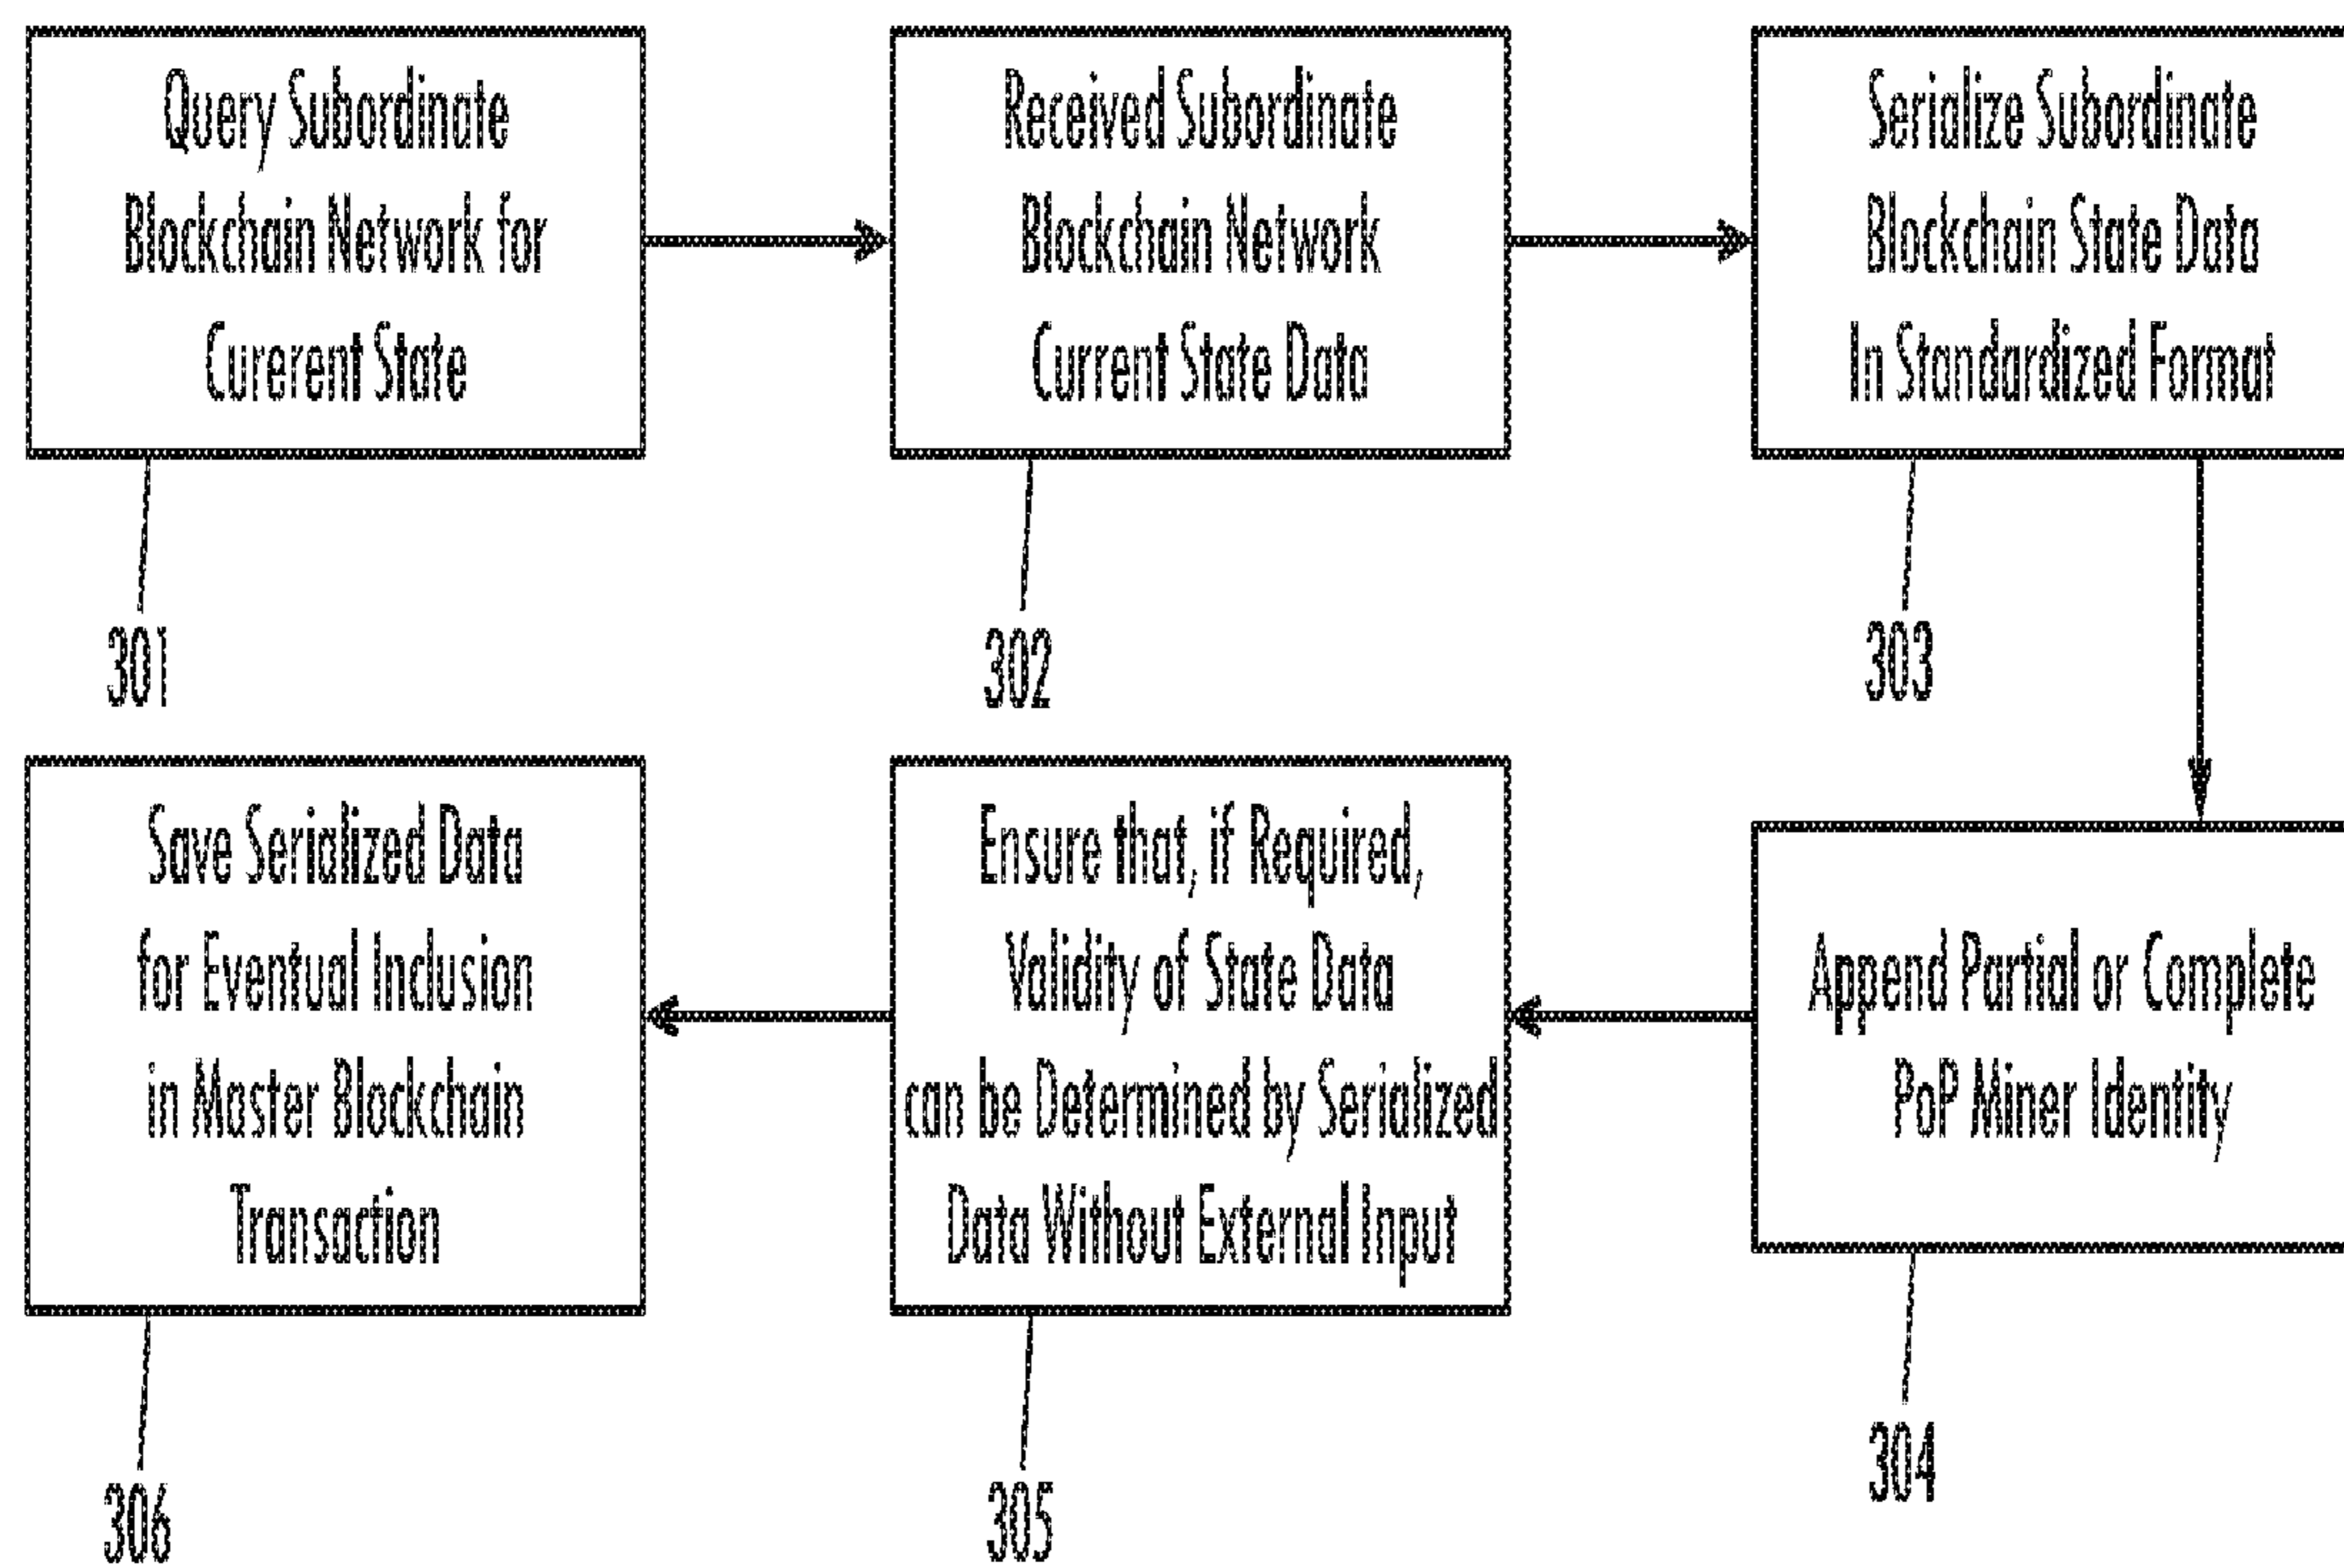 Query Subordinate
Blockchain Network for
Curerent State
301
Received Subordinate
Blockchain Network
Current State Data
302
Serialize Subordinate
Blockchain State Data
In Standardized Format
303
Append Partial or Complete
PoP Miner Identity
304
Ensure that, if Required,
Validity of State Data
can be Determined by Serialized
Data Without External Input
305
Save Serialized Data
for Eventual Inclusion
in Master Blockchain
Transaction
306